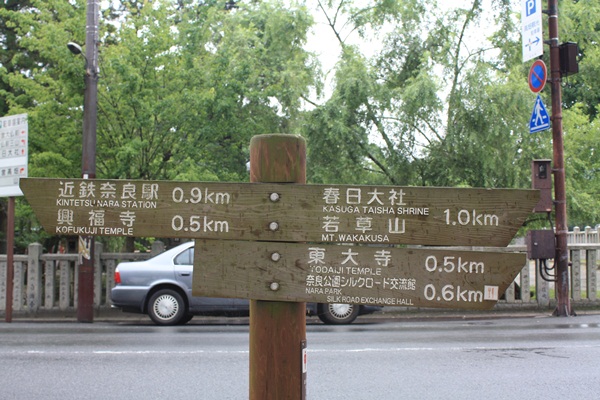 近鉄奈良駅 0.9km
KINTETSU NARA STATION
興福寺 0.5km
KOFUKUJI TEMPLE
春日大社
KASUGA TAISHA SHRINE
1.0km
若草山
MT.WAKAKUSA
東大寺 0.5km
TODAIJI TEMPLE
奈良公園シルクロード交流館 0.6km
NARA PARK
SILK ROAD EXCHANGE HALL
P